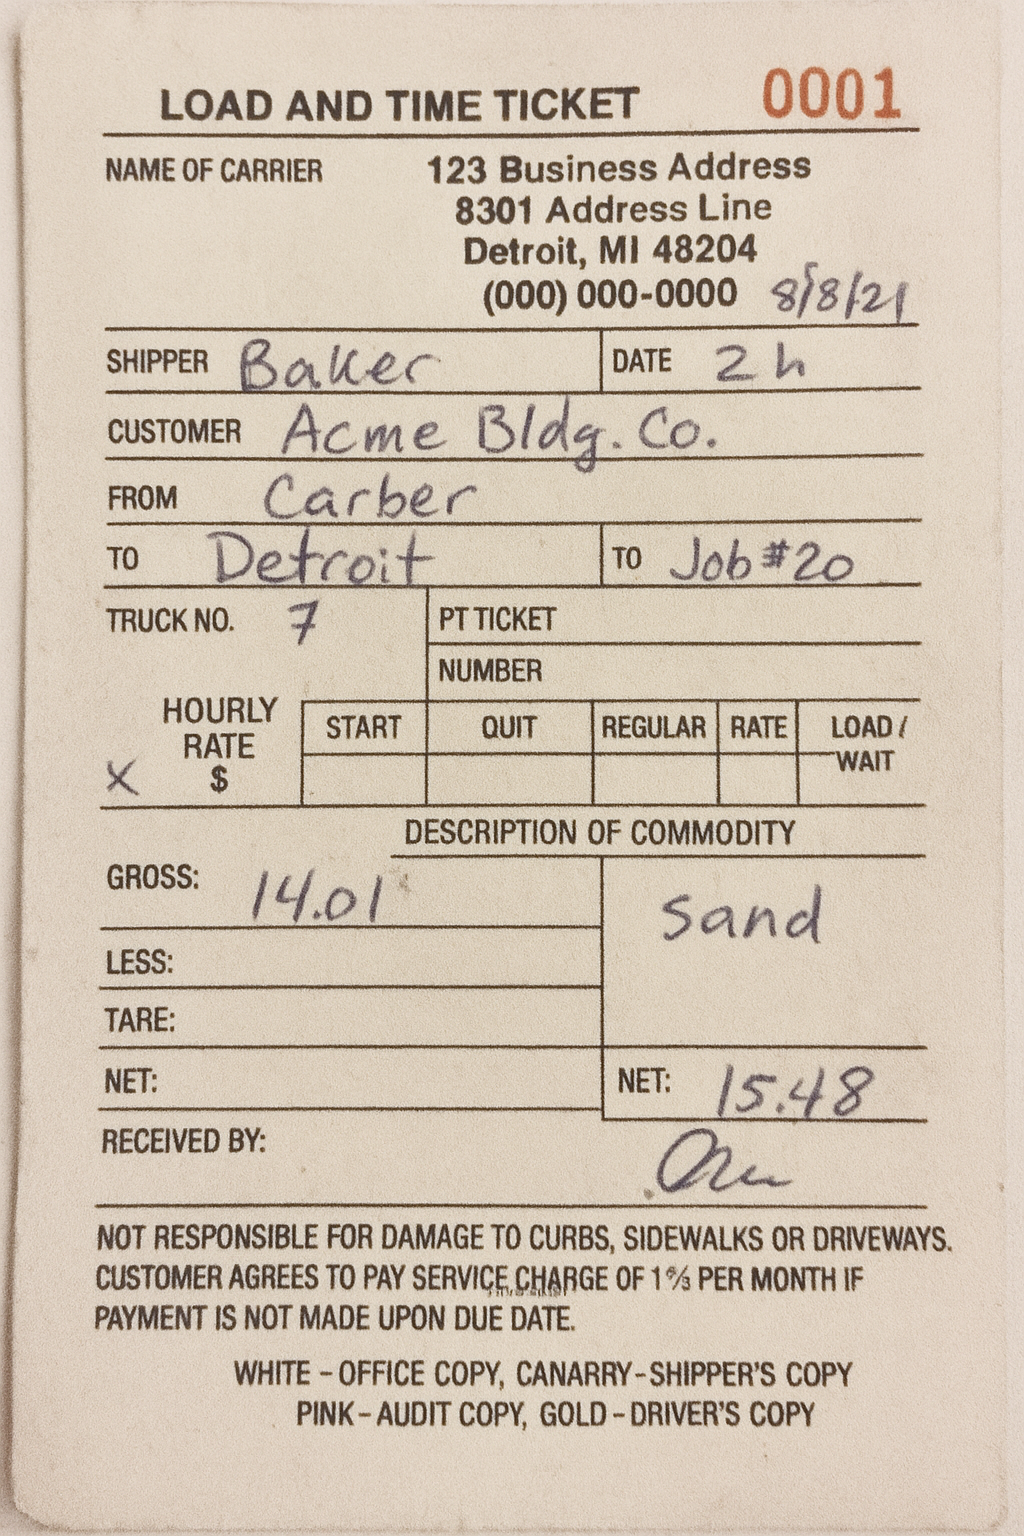 LOAD AND TIME TICKET 0001
NAME OF CARRIER 123 Business Address
8301 Address Line
Detroit, MI 48204
(000) 000-0000 8/8/21
SHIPPER Baker DATE 2 h
CUSTOMER Acme Bldg. Co.
FROM Carber
TO Detroit TO Job #20
TRUCK NO. 7 PT TICKET
NUMBER
HOURLY RATE X $ START QUIT REGULAR RATE LOAD / WAIT
DESCRIPTION OF COMMODITY
GROSS: 14.01 sand
LESS:
TARE:
NET: NET: 15.48
RECEIVED BY:
NOT RESPONSIBLE FOR DAMAGE TO CURBS, SIDEWALKS OR DRIVEWAYS.
CUSTOMER AGREES TO PAY SERVICE CHARGE OF PER MONTH IF
PAYMENT IS NOT MADE UPON DUE DATE.
WHITE - OFFICE COPY, CANARRY - SHIPPER'S COPY
PINK - AUDIT COPY, GOLD - DRIVER'S COPY